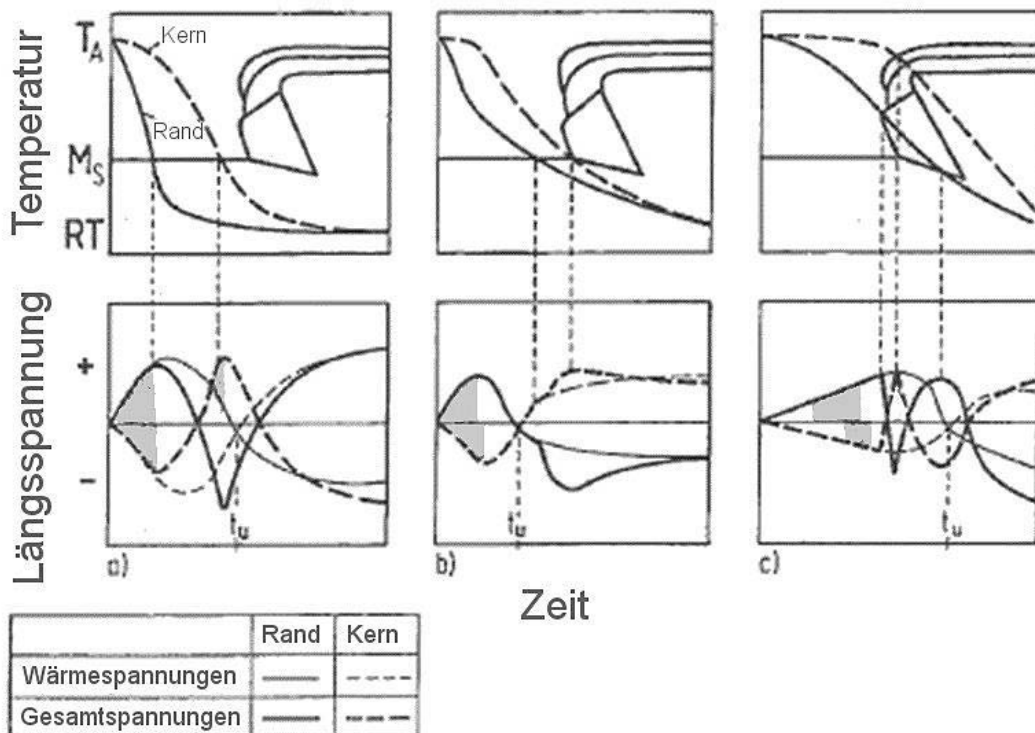 Temperatur
T_A
M_S
RT
Kern
Rand
Längsspannung
+
−
t_u
t_u
t_u
a)
b)
c)
Zeit
Rand Kern
Wärmespannungen
Gesamtspannungen